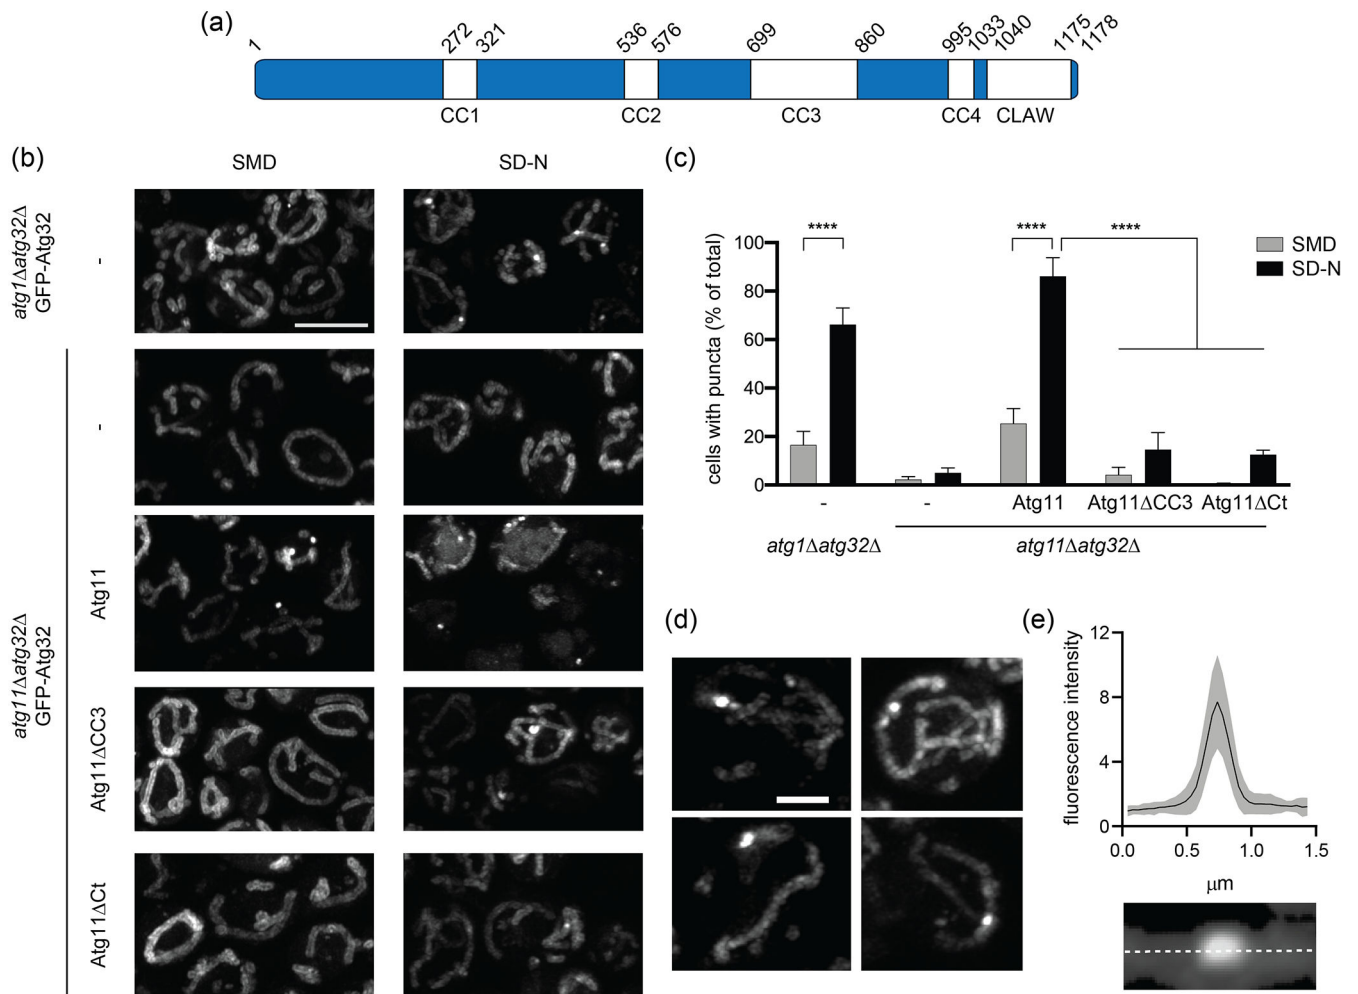 (a)
1 272 321 536 576 699 860 995 1033 1040 1175 1178
CC1 CC2 CC3 CC4 CLAW
(b)
SMD SD-N
atg1Δatg32Δ
GFP-Atg32
-
atg11Δatg32Δ
GFP-Atg32
-
Atg11
Atg11ΔCC3
Atg11ΔCt
(c)
cells with puncta (% of total)
100
80
60
40
20
0
**** **** ****
SMD
SD-N
- - Atg11 Atg11ΔCC3 Atg11ΔCt
atg1Δatg32Δ atg11Δatg32Δ
(d)
(e)
fluorescence intensity
12
8
4
0
0.0 0.5 1.0 1.5
μm